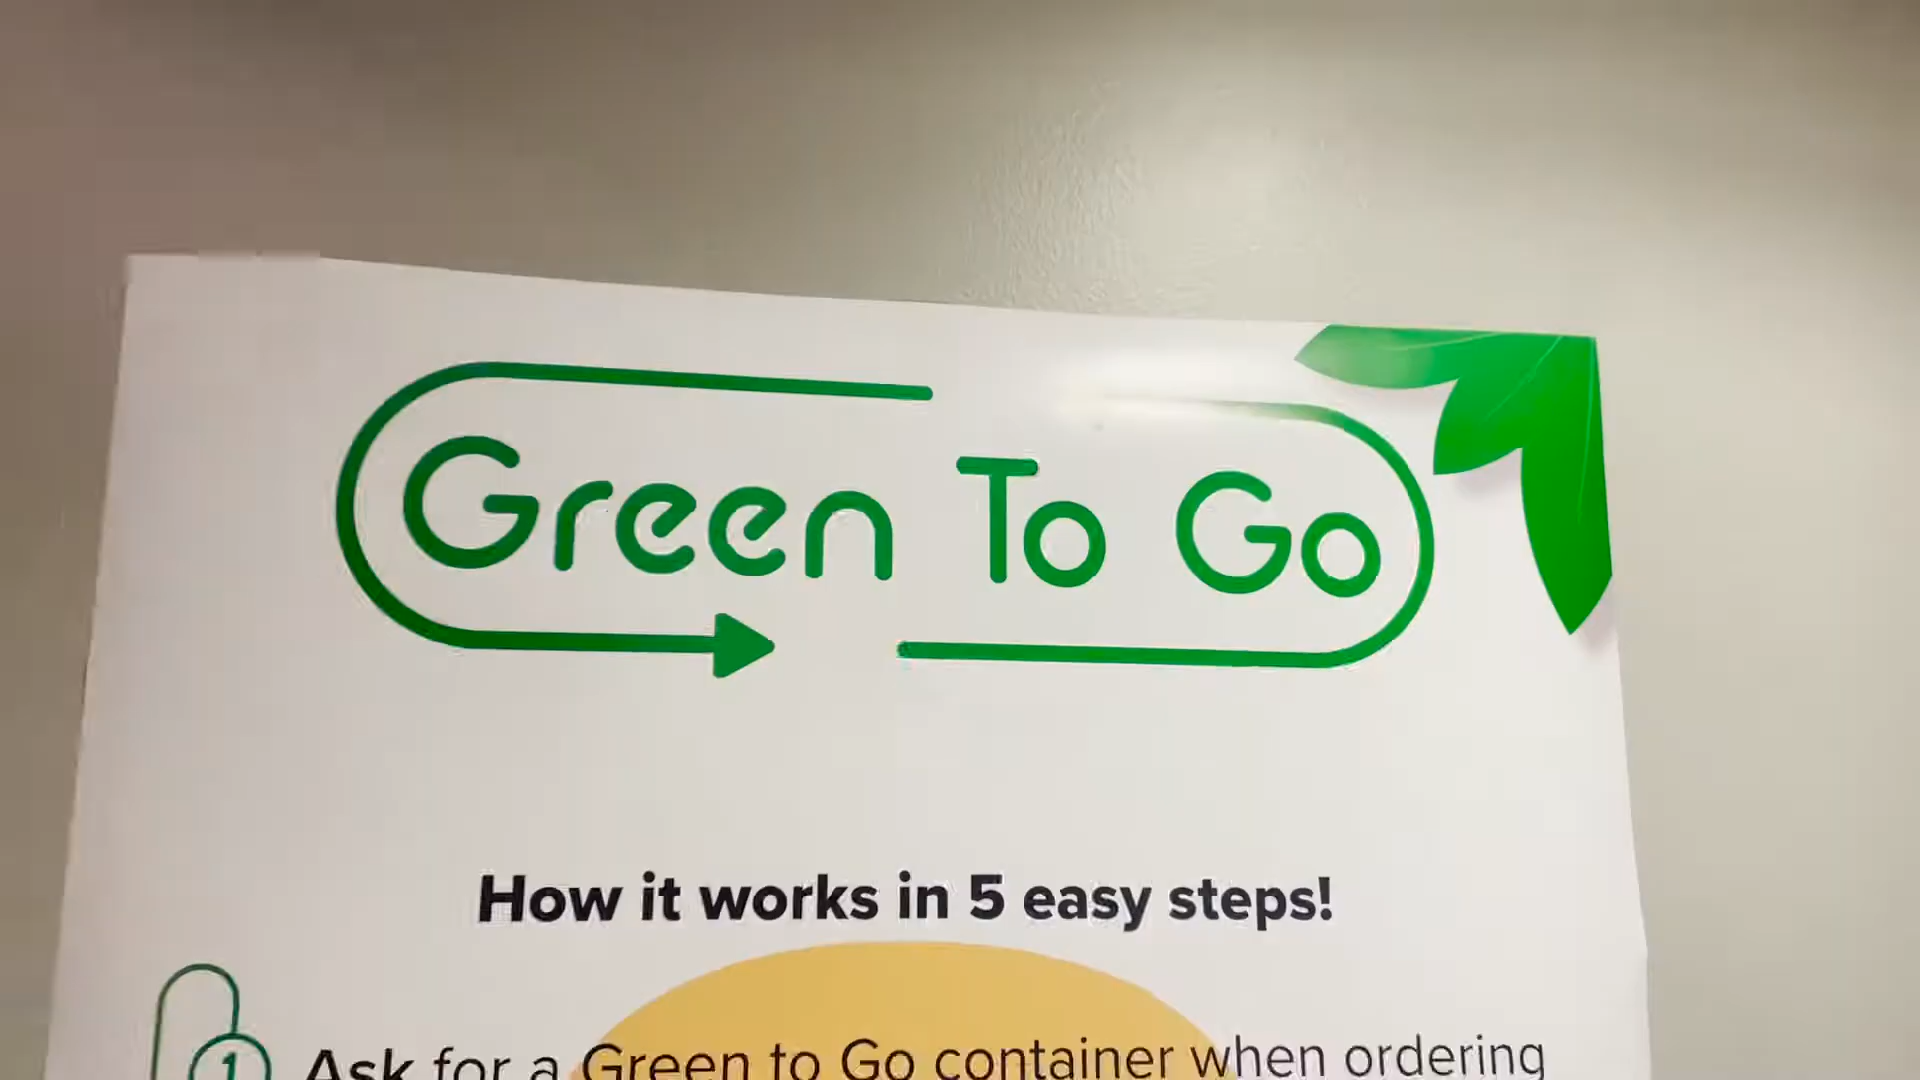 Green To Go
How it works in 5 easy steps!
1 Ask for a Green to Go container when ordering